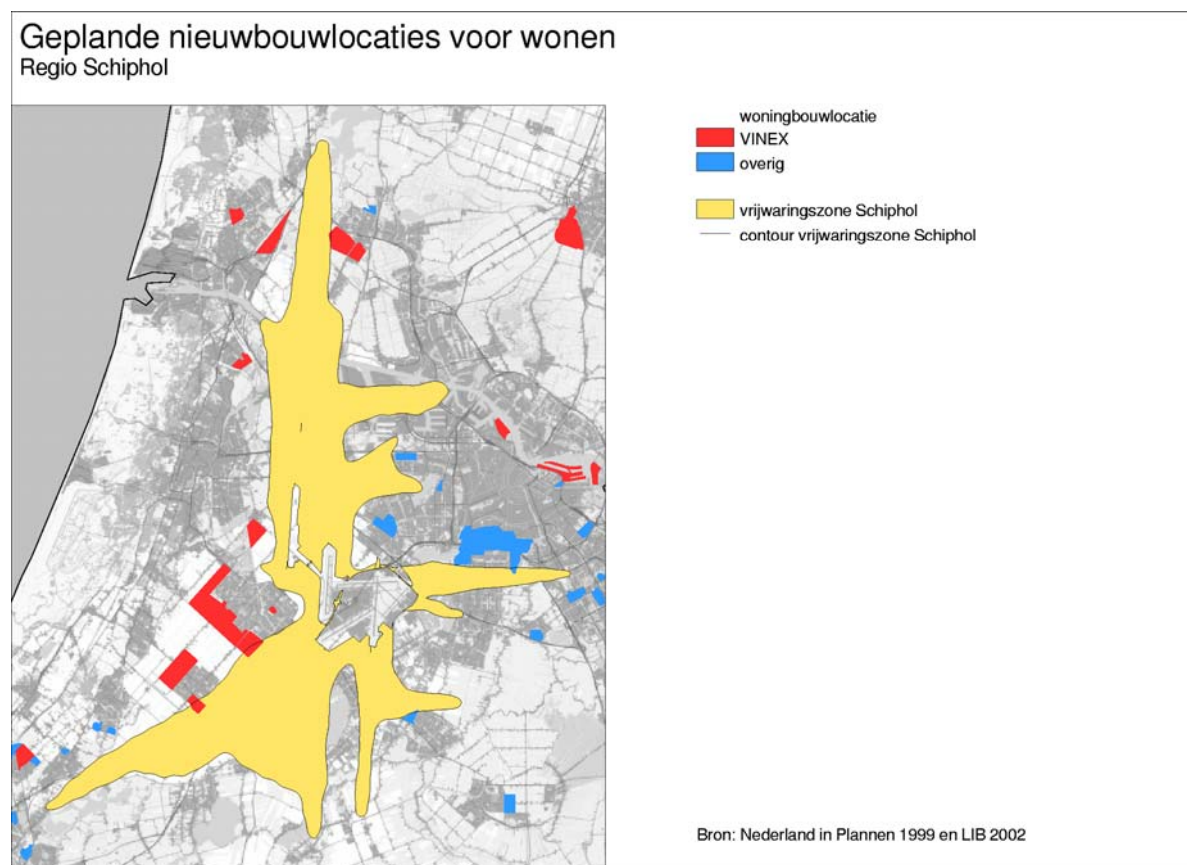 Geplande nieuwbouwlocaties voor wonen
Regio Schiphol
woningbouwlocatie
VINEX
overig
vrijwaringszone Schiphol
contour vrijwaringszone Schiphol
Bron: Nederland in Plannen 1999 en LIB 2002